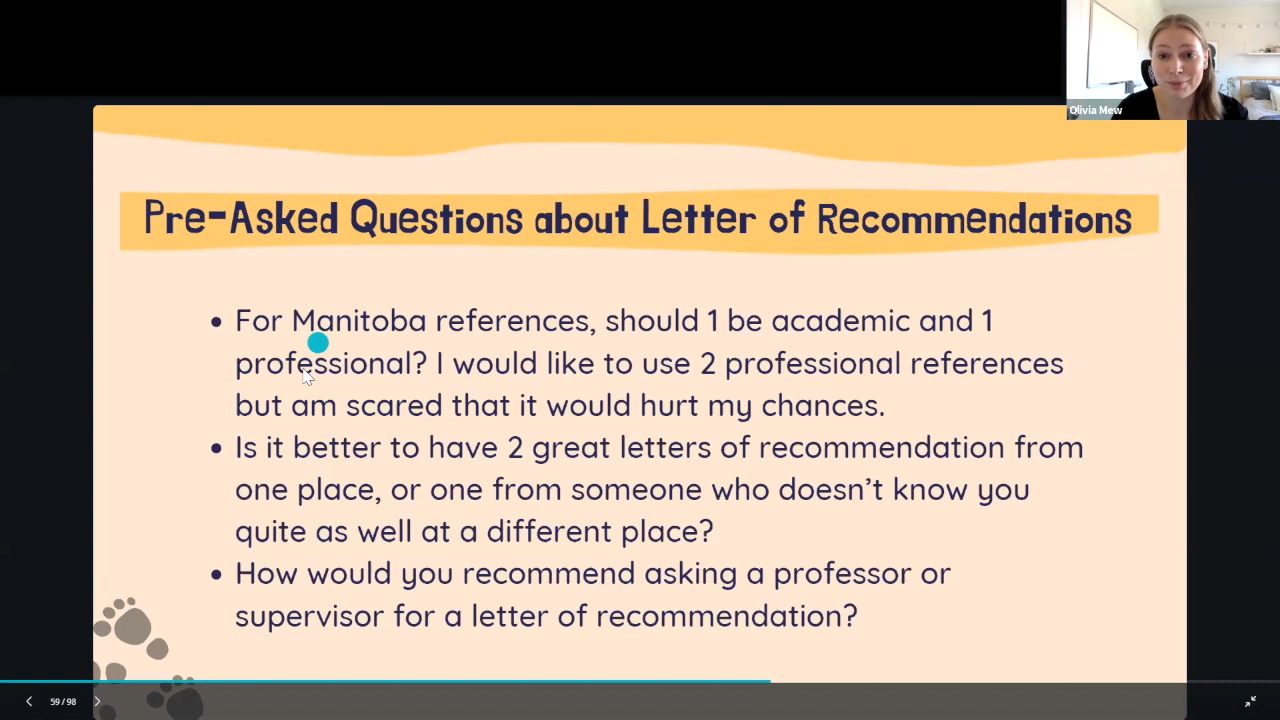 Olivia Mew
Pre-Asked Questions about Letter of Recommendations
• For Manitoba references, should 1 be academic and 1
professional? I would like to use 2 professional references
but am scared that it would hurt my chances.
• Is it better to have 2 great letters of recommendation from
one place, or one from someone who doesn’t know you
quite as well at a different place?
• How would you recommend asking a professor or
supervisor for a letter of recommendation?
59 / 98